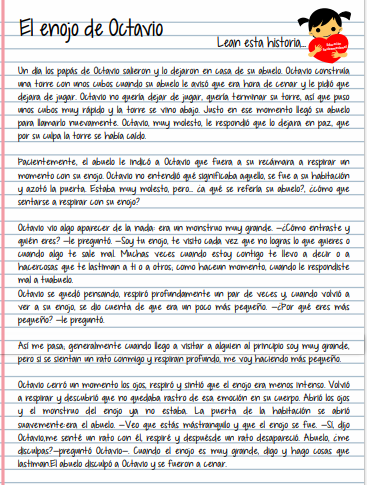 El enojo de Octavio
Lean esta historia...
Un día los papás de Octavio salieron y lo dejaron en casa de su abuelo. Octavio construía
una torre con unos cubos cuando su abuelo le avisó que era hora de cenar y le pidió que
dejara de jugar. Octavio no quería dejar de jugar, quería terminar su torre, así que puso
unos cubos muy rápido y la torre se vino abajo. Justo en ese momento llegó su abuelo
para llamarlo nuevamente. Octavio, muy molesto, le respondió que lo dejara en paz, que
por su culpa la torre se había caído.
Pacientemente, el abuelo le indicó a Octavio que fuera a su recámara a respirar un
momento con su enojo. Octavio no entendió qué significaba aquello, se fue a su habitación
y azotó la puerta. Estaba muy molesto, pero... ¿a qué se refería su abuelo?, ¿cómo que
sentarse a respirar con su enojo?
Octavio vio algo aparecer de la nada: era un monstruo muy grande. —¿Cómo entraste y
quién eres? —le preguntó. —Soy tu enojo, te visito cada vez que no logras lo que quieres o
cuando algo te sale mal. Muchas veces cuando estoy contigo te llevo a decir o a
hacercosas que te lastiman a ti o a otros, como haceun momento, cuando le respondiste
mal a tuabuelo.
Octavio se quedó pensando, respiró profundamente un par de veces y, cuando volvió a
ver a su enojo, se dio cuenta de que era un poco más pequeño. —¿Por qué eres más
pequeño? —le preguntó.
Así me pasa, generalmente cuando llego a visitar a alguien al principio soy muy grande,
pero si se sientan un rato conmigo y respiran profundo, me voy haciendo más pequeño.
Octavio cerró un momento los ojos, respiró y sintió que el enojo era menos intenso. Volvió
a respirar y descubrió que no quedaba rastro de esa emoción en su cuerpo. Abrió los ojos
y el monstruo del enojo ya no estaba. La puerta de la habitación se abrió
suavemente:era el abuelo. —Veo que estás mástranquilo y que el enojo se fue. —Sí, dijo
Octavio,me senté un rato con él, respiré y despuésde un rato desapareció. Abuelo, ¿me
disculpas?—preguntó Octavio—. Cuando el enojo es muy grande, digo y hago cosas que
lastiman.El abuelo disculpó a Octavio y se fueron a cenar.